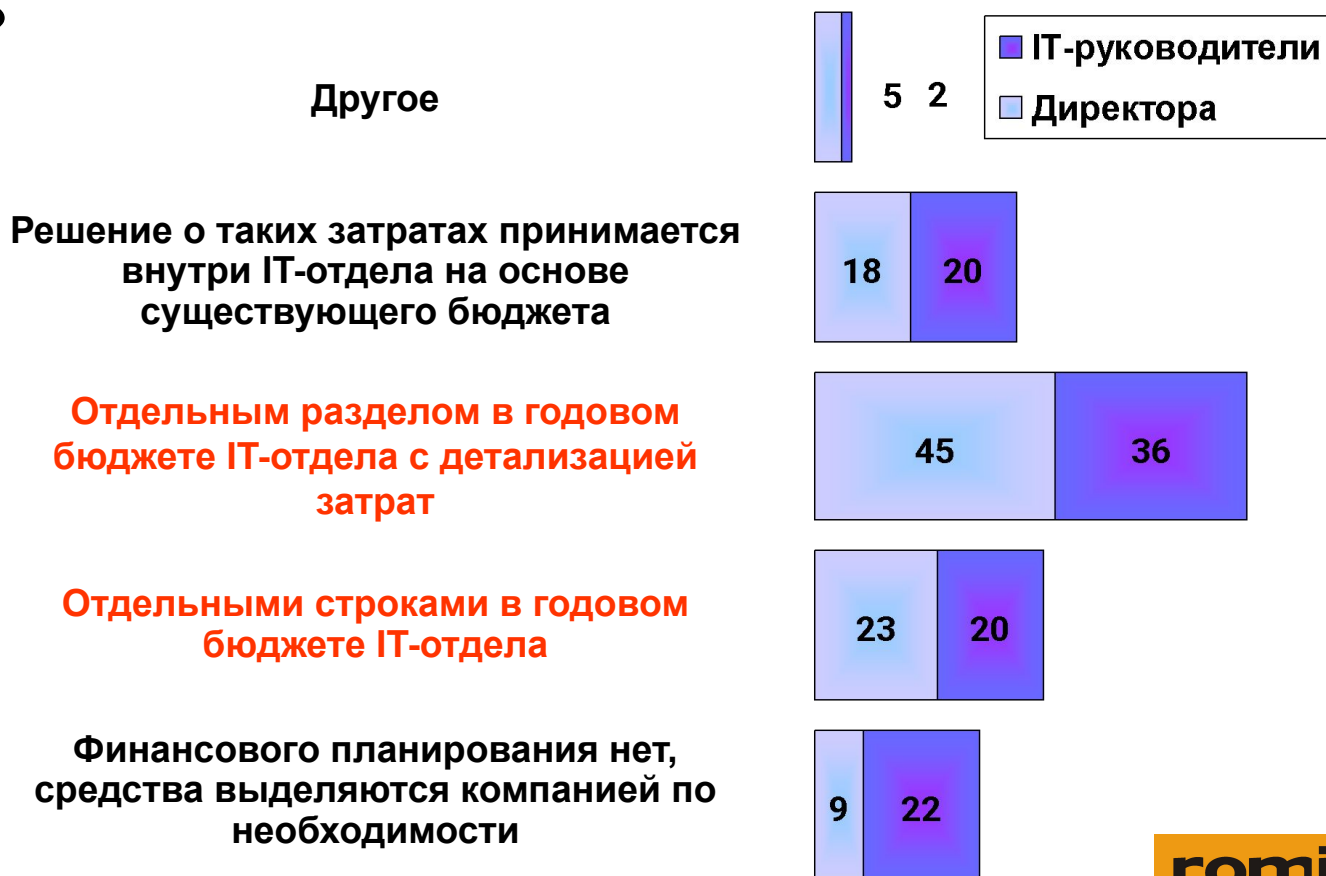 Другое
5 2
IT-руководители
Директора
Решение о таких затратах принимается
внутри IT-отдела на основе
существующего бюджета
18 20
Отдельным разделом в годовом
бюджете IT-отдела с детализацией
затрат
45 36
Отдельными строками в годовом
бюджете IT-отдела
23 20
Финансового планирования нет,
средства выделяются компанией по
необходимости
9 22